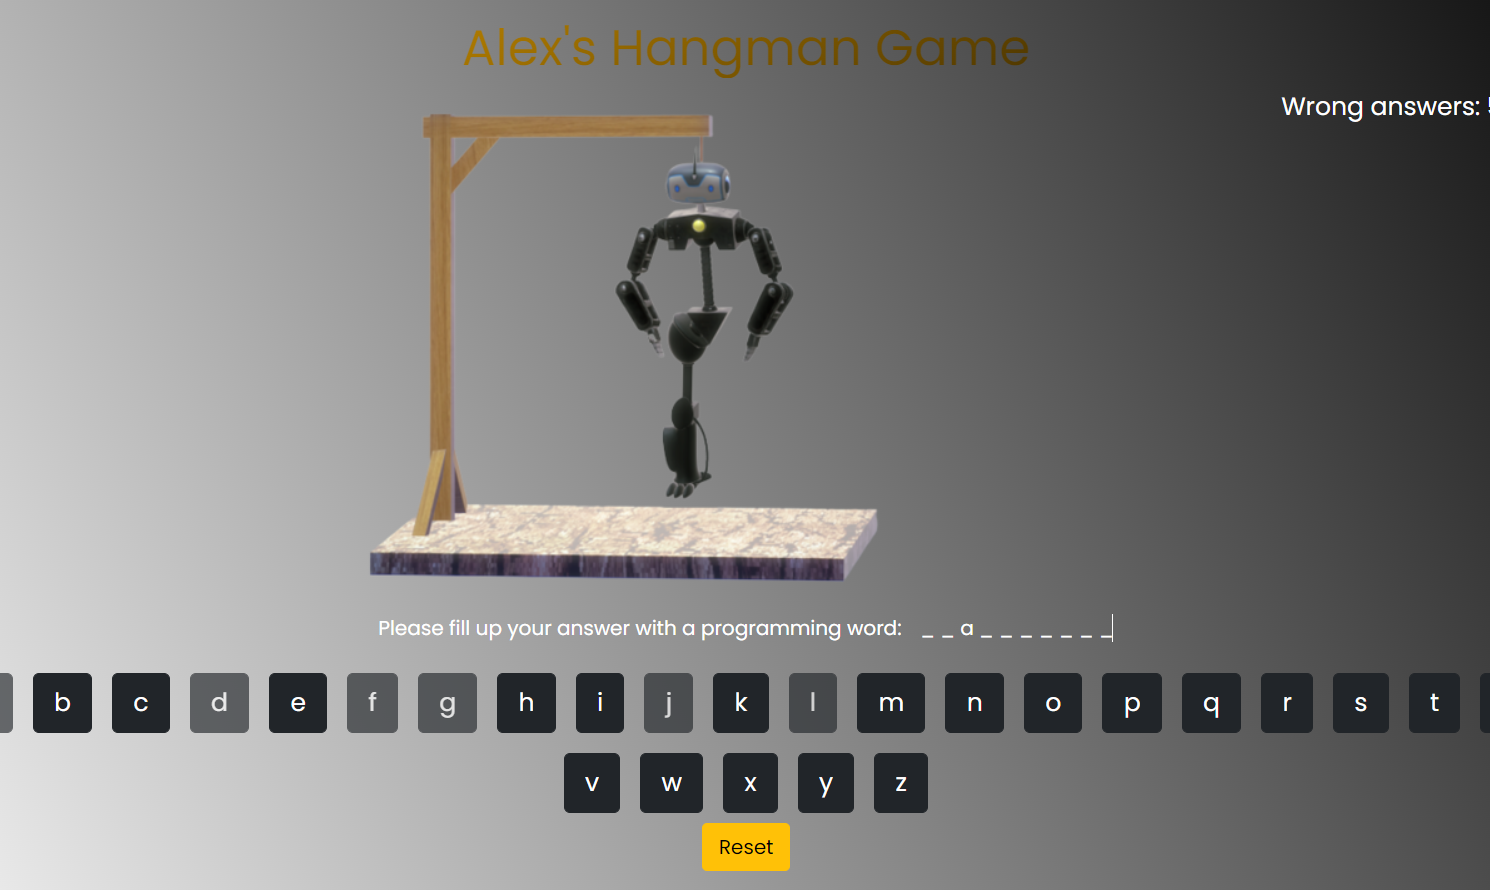 Alex's Hangman Game
Wrong answers:
Please fill up your answer with a programming word: _ _ a _ _ _ _ _ _ _
b c d e f g h i j k l m n o p q r s t
v w x y z
Reset